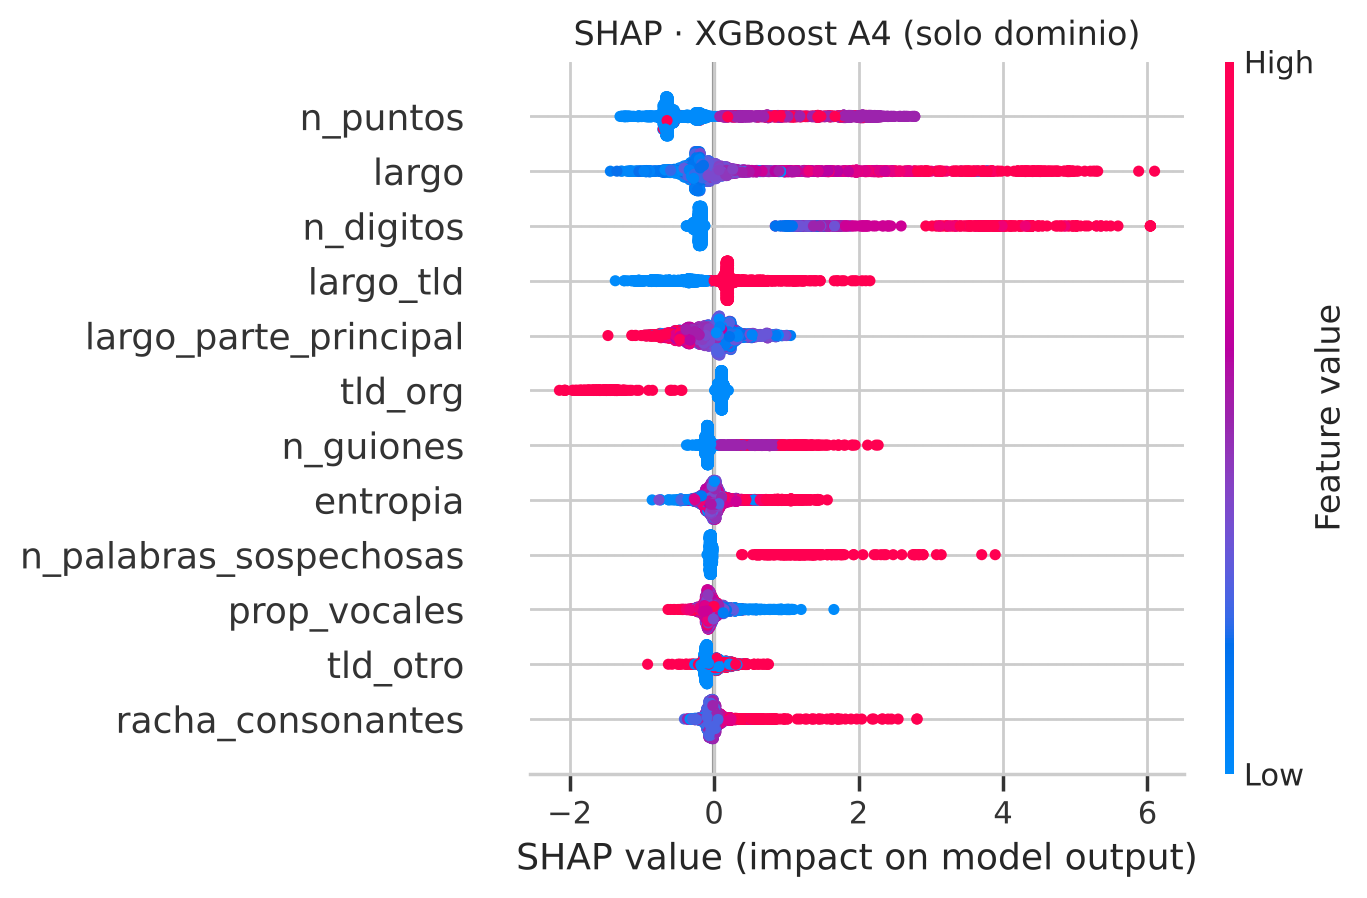 SHAP · XGBoost A4 (solo dominio)
High
n_puntos
largo
n_digitos
largo_tld
largo_parte_principal
tld_org
n_guiones
entropia
n_palabras_sospechosas
prop_vocales
tld_otro
racha_consonantes
Feature value
Low
−2 0 2 4 6
SHAP value (impact on model output)